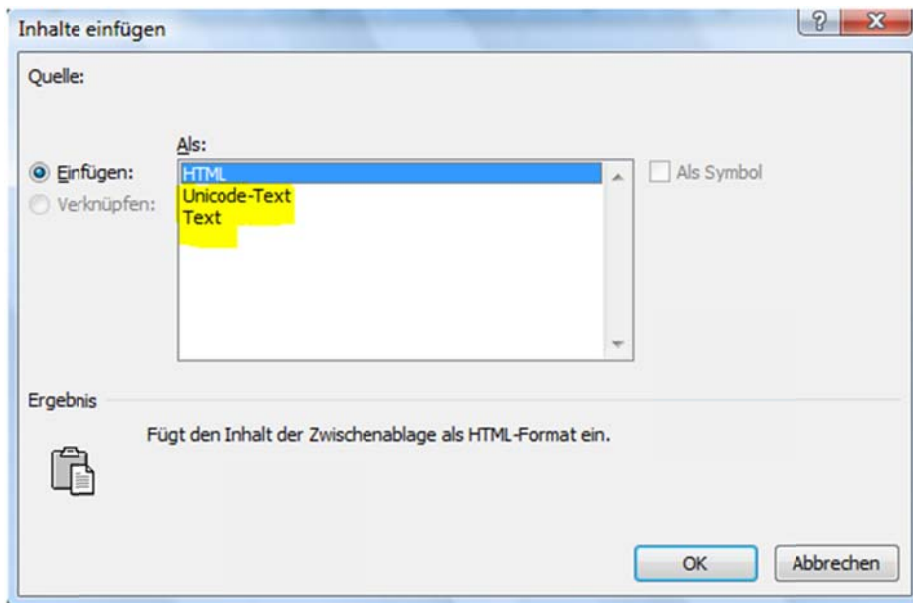 Inhalte einfügen
Quelle:
Als:
Einfügen:
HTML
Als Symbol
Verknüpfen:
Unicode-Text
Text
Ergebnis
Fügt den Inhalt der Zwischenablage als HTML-Format ein.
OK
Abbrechen